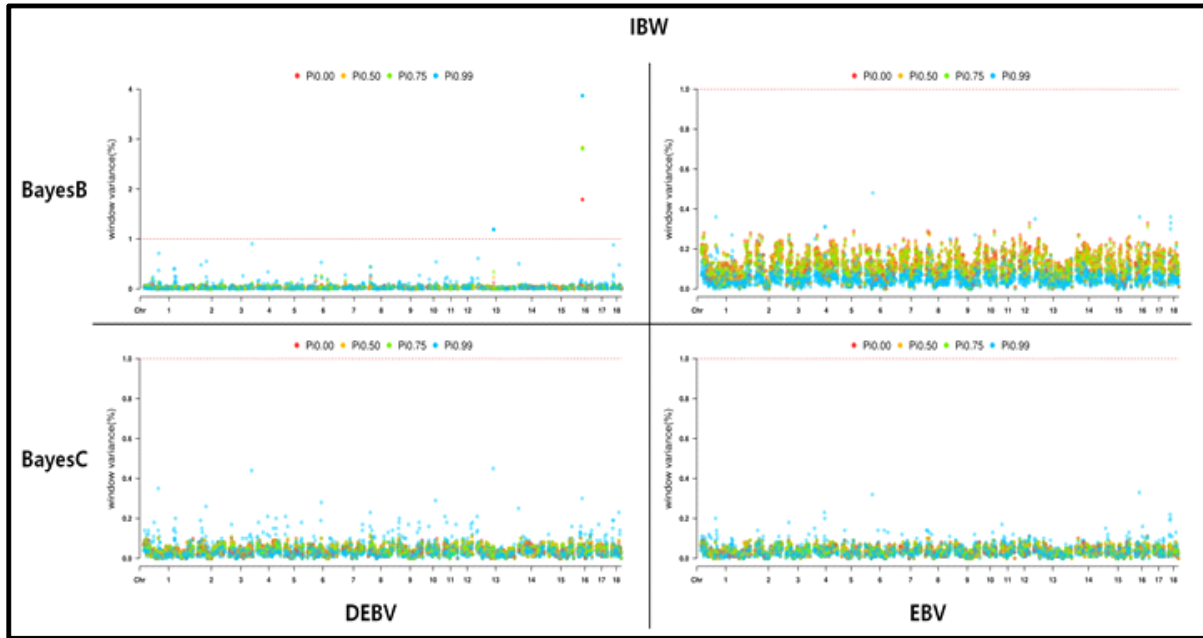 IBW
Pi0.00 Pi0.50 Pi0.75 Pi0.99
window variance(%)
4
3
2
1
0
Chr 1 2 3 4 5 6 7 8 9 10 11 12 13 14 15 16 17 18
Pi0.00 Pi0.50 Pi0.75 Pi0.99
window variance(%)
1.0
0.8
0.6
0.4
0.2
0.0
Chr 1 2 3 4 5 6 7 8 9 10 11 12 13 14 15 16 17 18
BayesB
Pi0.00 Pi0.50 Pi0.75 Pi0.99
window variance(%)
1.0
0.8
0.6
0.4
0.2
0.0
Chr 1 2 3 4 5 6 7 8 9 10 11 12 13 14 15 16 17 18
Pi0.00 Pi0.50 Pi0.75 Pi0.99
window variance(%)
1.0
0.8
0.6
0.4
0.2
0.0
Chr 1 2 3 4 5 6 7 8 9 10 11 12 13 14 15 16 17 18
BayesC
DEBV EBV